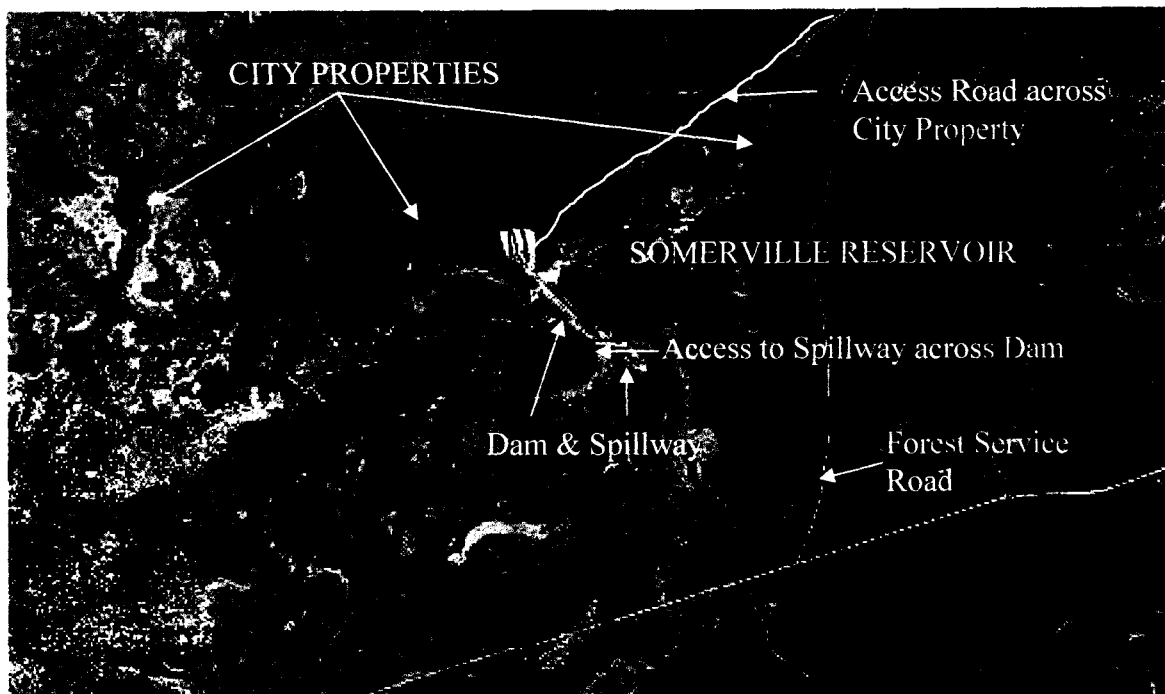 CITY PROPERTIES
Access Road across
City Property
SOMERVILLE RESERVOIR
Access to Spillway across Dam
Dam & Spillway
Forest Service
Road